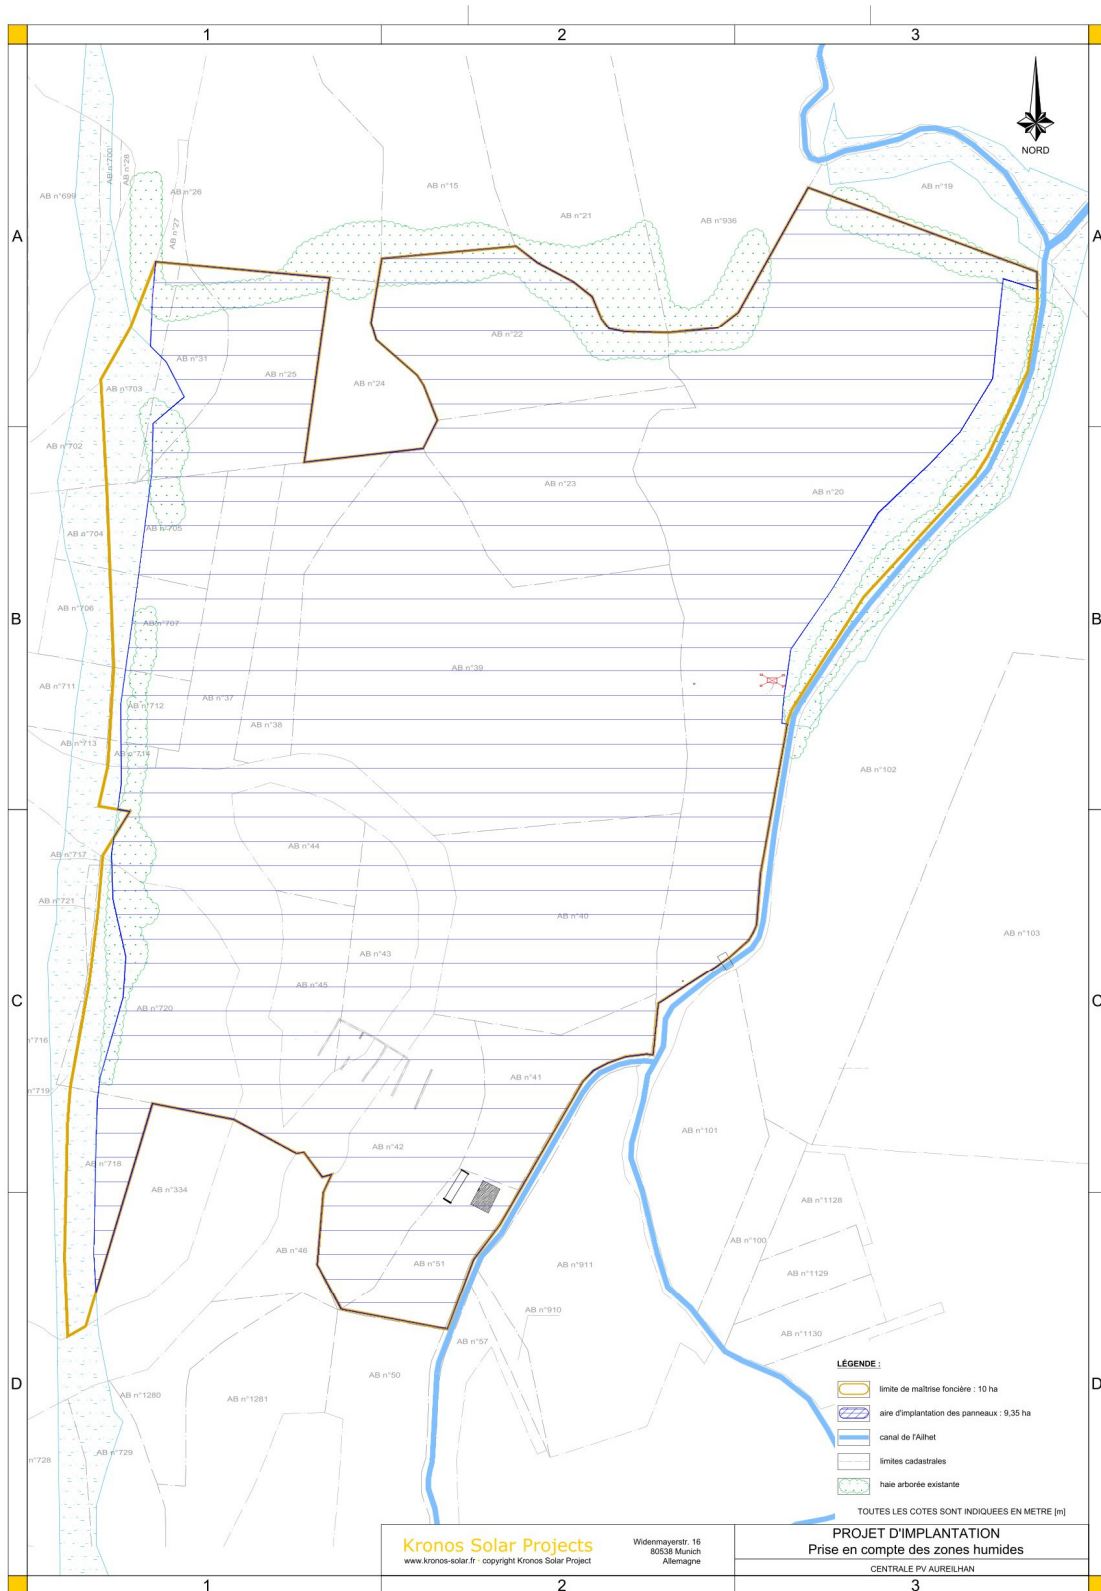 1 2 3
NORD
A A
AB n°15
AB n°19
AB n°700
AB n°28
AB n°699
AB n°26
AB n°21
AB n°936
AB n°27
AB n°22
AB n°31
AB n°25
AB n°24
AB n°703
AB n°702
AB n°23
AB n°20
AB n°705
AB n°704
AB n°706
AB n°707
B B
AB n°39
AB n°711
AB n°37
AB n°712
AB n°38
AB n°713
AB n°714
AB n°102
AB n°44
AB n°717
AB n°721
AB n°40
AB n°103
AB n°43
AB n°45
C C
AB n°720
n°716
AB n°41
n°719
AB n°101
AB n°42
AB n°718
AB n°334
AB n°1128
AB n°100
AB n°46
AB n°51
AB n°911
AB n°1129
AB n°910
AB n°57
AB n°1130
AB n°50
D D
AB n°1280
AB n°1281
AB n°729
n°728
LÉGENDE :
limite de maîtrise foncière : 10 ha
aire d'implantation des panneaux : 9,35 ha
canal de l'Ailhet
limites cadastrales
haie arborée existante
TOUTES LES COTES SONT INDIQUEES EN METRE [m]
Kronos Solar Projects
www.kronos-solar.fr - copyright Kronos Solar Project
Widenmayerstr. 16
80538 Munich
Allemagne
PROJET D'IMPLANTATION
Prise en compte des zones humides
CENTRALE PV AUREILHAN
1 2 3